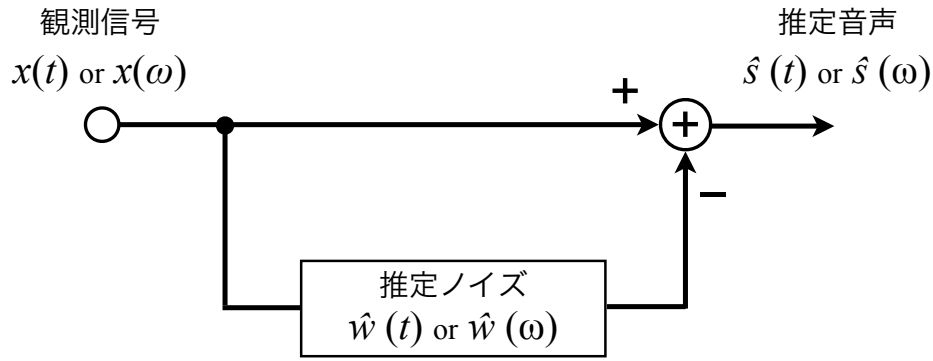 観測信号
x(t) or x(ω)
推定音声
ŝ (t) or ŝ (ω)
+
+
−
推定ノイズ
ŵ (t) or ŵ (ω)